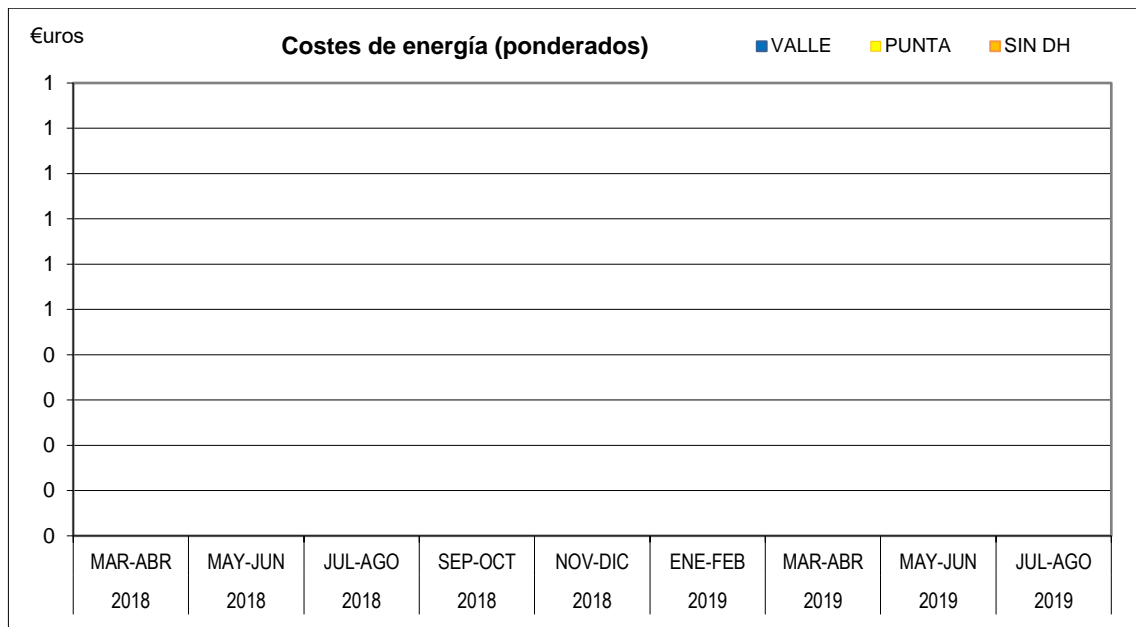 €uros
Costes de energía (ponderados)
VALLE PUNTA SIN DH
1
1
1
1
1
1
0
0
0
0
0
MAR-ABR MAY-JUN JUL-AGO SEP-OCT NOV-DIC ENE-FEB MAR-ABR MAY-JUN JUL-AGO
2018 2018 2018 2018 2018 2019 2019 2019 2019